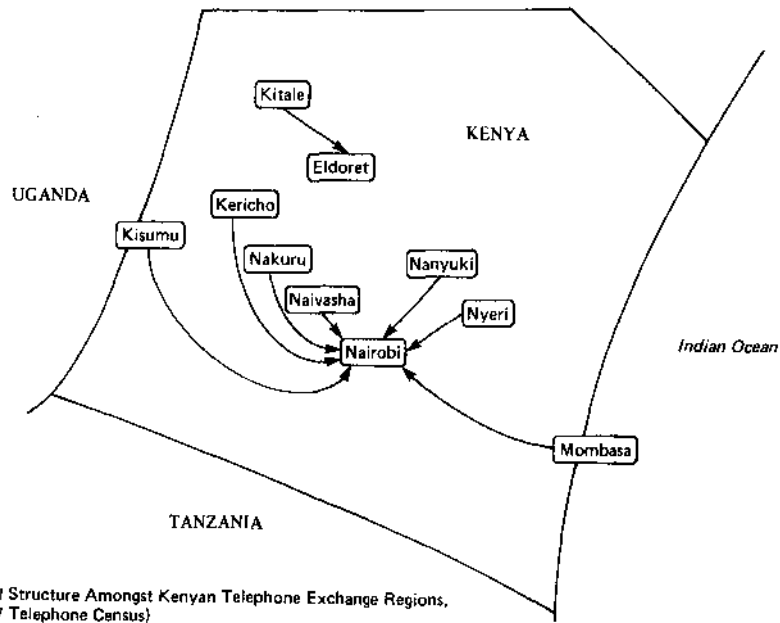 Kitale
KENYA
Eldoret
UGANDA
Kericho
Kisumu
Nakuru
Nanyuki
Naivasha
Nyeri
Nairobi
Indian Ocean
Mombasa
TANZANIA
Structure Amongst Kenyan Telephone Exchange Regions,
Telephone Census)